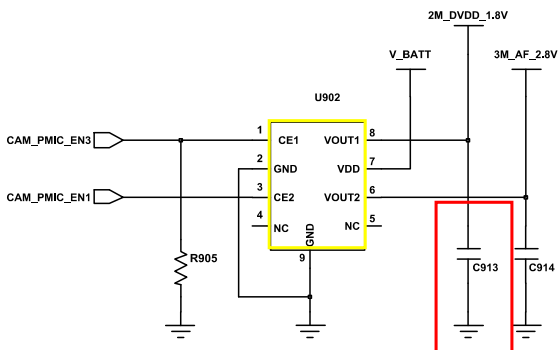 2M_DVDD_1.8V
V_BATT
3M_AF_2.8V
U902
CAM_PMIC_EN3
1 CE1 VOUT1 8
2 GND VDD 7
CAM_PMIC_EN1
3 CE2 VOUT2 6
4 NC NC 5
GND
9
R905
C913
C914